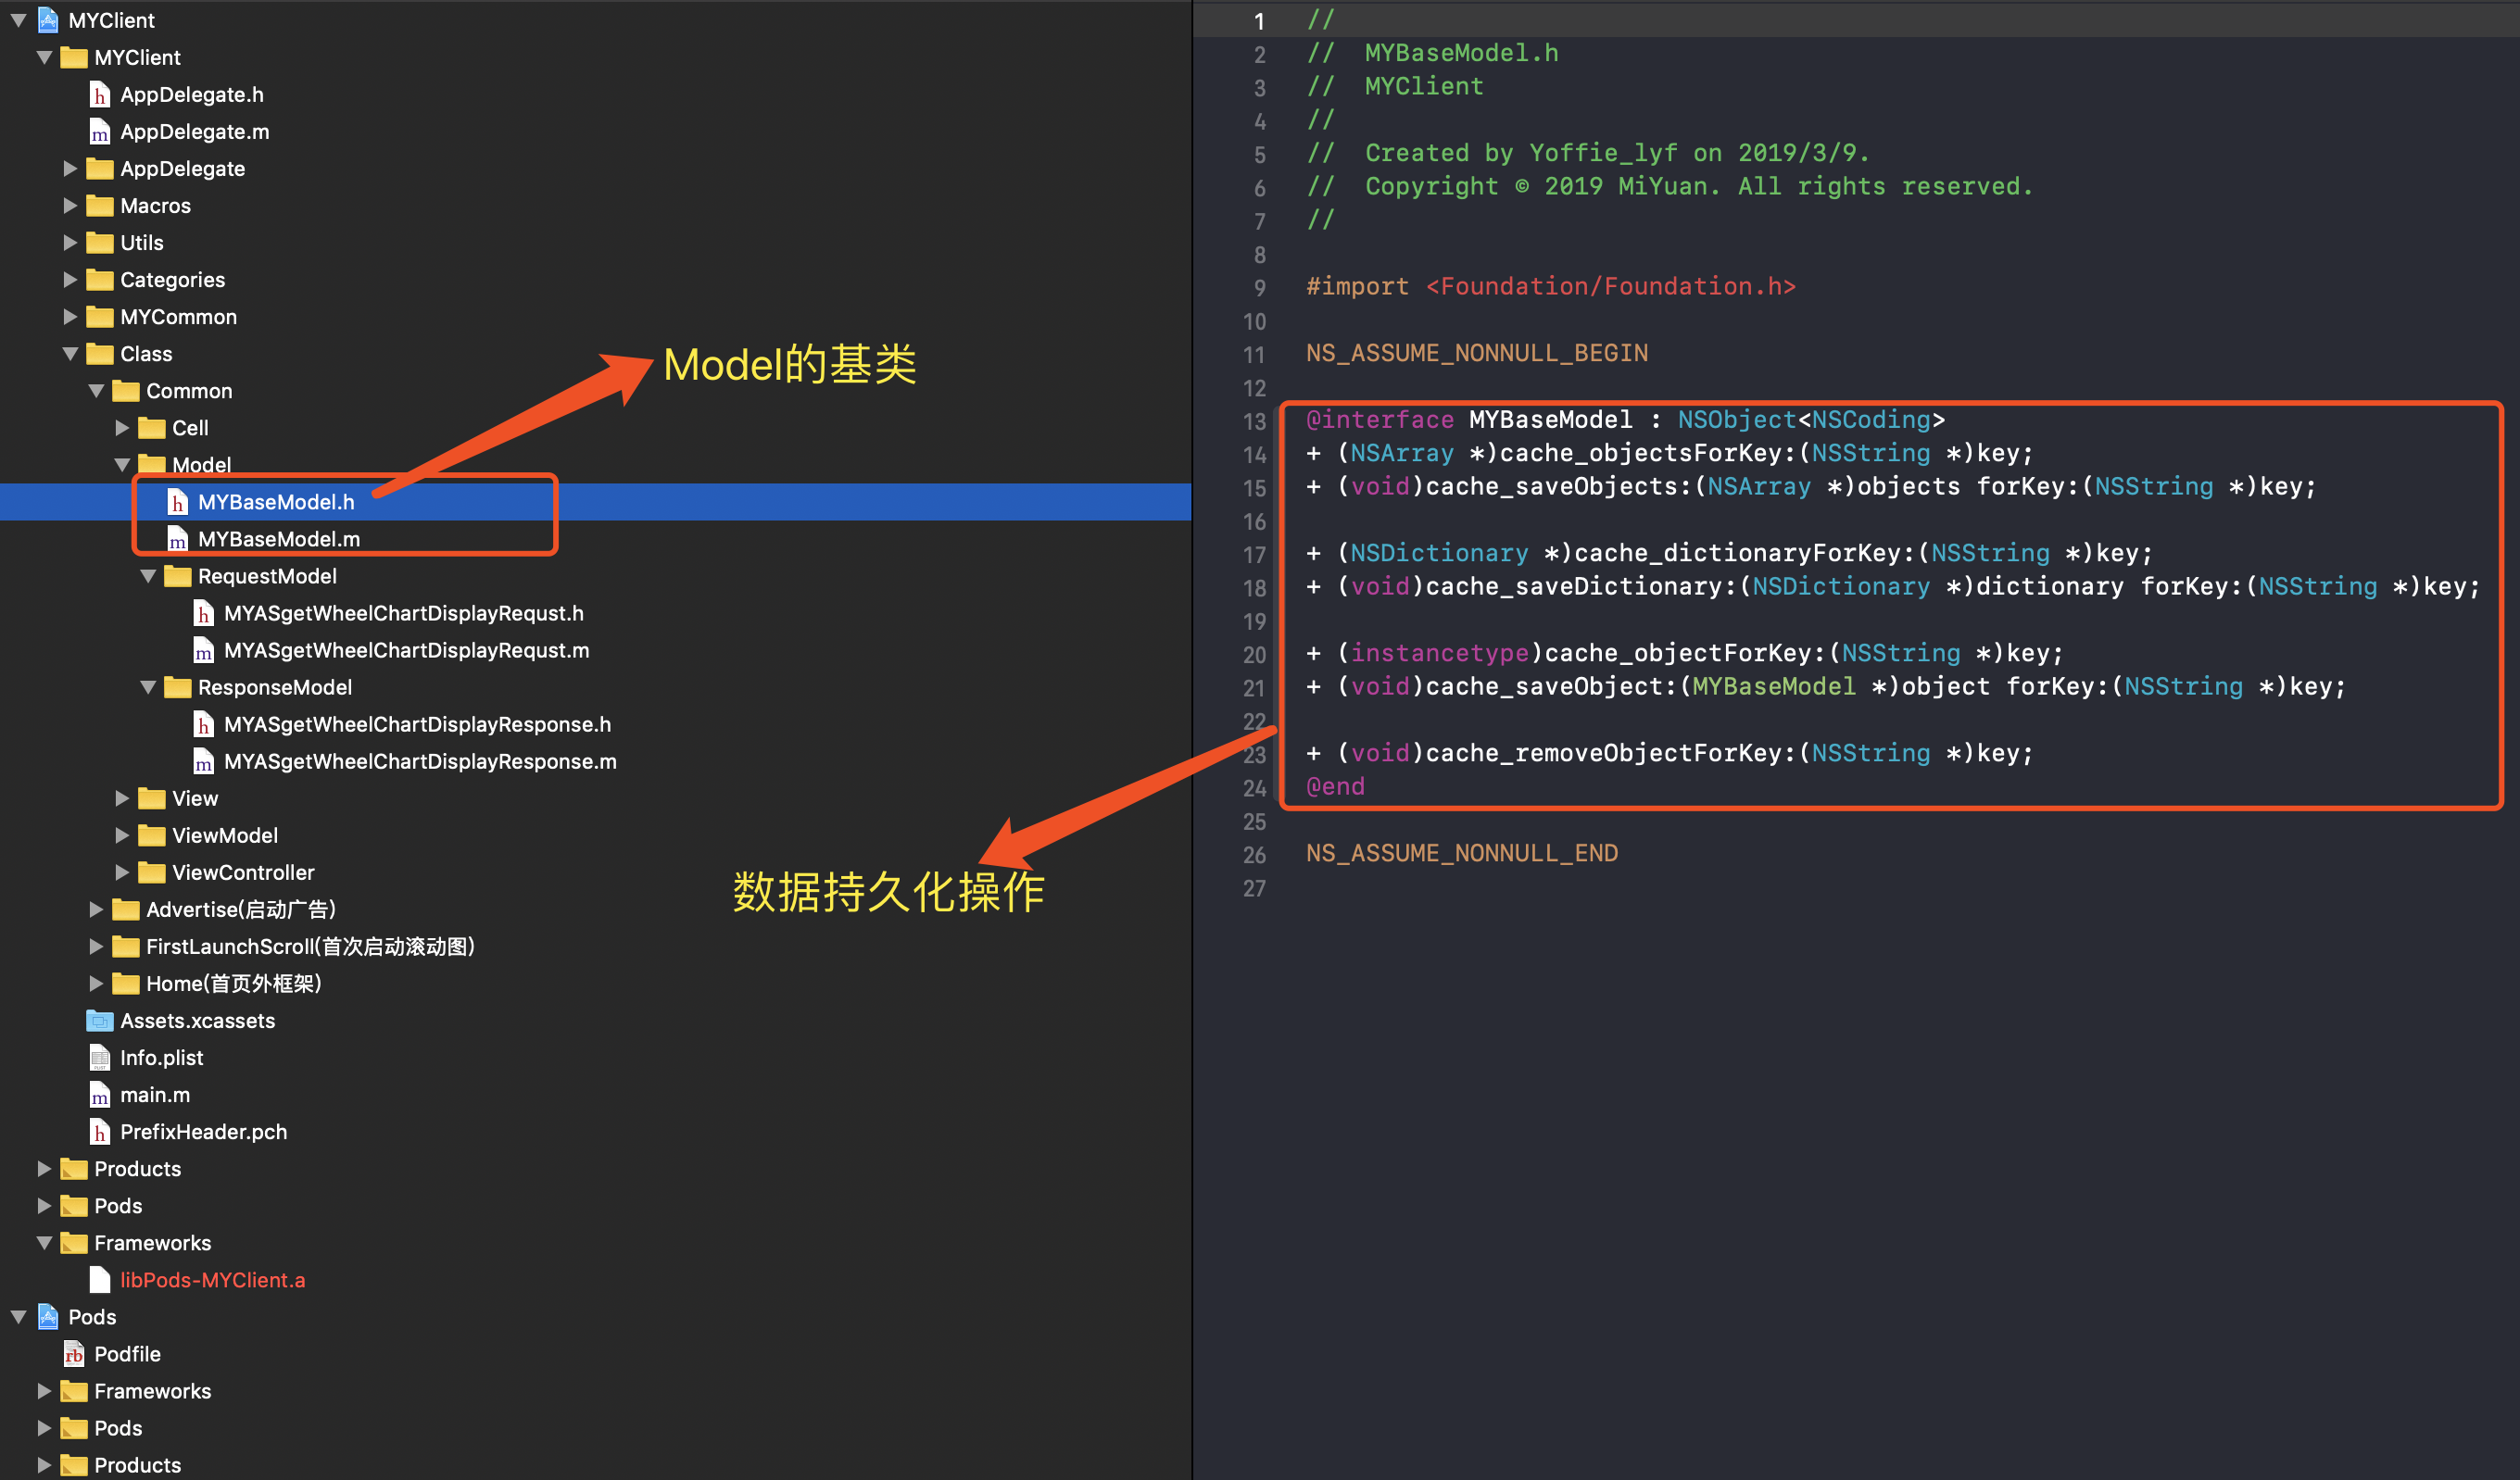 MYClient
MYClient
AppDelegate.h
AppDelegate.m
AppDelegate
Macros
Utils
Categories
MYCommon
Class
Common
Cell
Model
MYBaseModel.h
MYBaseModel.m
RequestModel
MYASgetWheelChartDisplayRequst.h
MYASgetWheelChartDisplayRequst.m
ResponseModel
MYASgetWheelChartDisplayResponse.h
MYASgetWheelChartDisplayResponse.m
View
ViewModel
ViewController
Advertise(启动广告)
FirstLaunchScroll(首次启动滚动图)
Home(首页外框架)
Assets.xcassets
Info.plist
main.m
PrefixHeader.pch
Products
Pods
Frameworks
libPods-MYClient.a
Pods
Podfile
Frameworks
Pods
Products
Model的基类
数据持久化操作
1 //
2 //  MYBaseModel.h
3 //  MYClient
4 //
5 //  Created by Yoffie_lyf on 2019/3/9.
6 //  Copyright © 2019 MiYuan. All rights reserved.
7 //
8
9 #import <Foundation/Foundation.h>
10
11 NS_ASSUME_NONNULL_BEGIN
12
13 @interface MYBaseModel : NSObject<NSCoding>
14 + (NSArray *)cache_objectsForKey:(NSString *)key;
15 + (void)cache_saveObjects:(NSArray *)objects forKey:(NSString *)key;
16
17 + (NSDictionary *)cache_dictionaryForKey:(NSString *)key;
18 + (void)cache_saveDictionary:(NSDictionary *)dictionary forKey:(NSString *)key;
19
20 + (instancetype)cache_objectForKey:(NSString *)key;
21 + (void)cache_saveObject:(MYBaseModel *)object forKey:(NSString *)key;
22
23 + (void)cache_removeObjectForKey:(NSString *)key;
24 @end
25
26 NS_ASSUME_NONNULL_END
27